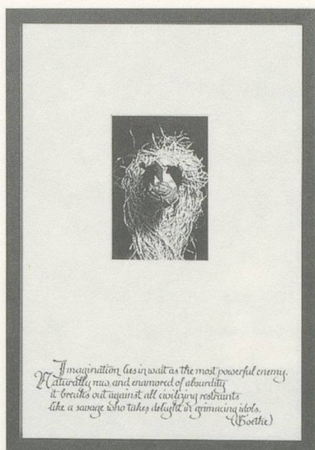 Imagination lies in wait as the most powerful enemy.
Naturally raw, and enamored of absurdity
it breaks out against all civilizing restraints
like a savage who takes delight in grimacing idols.
(Goethe)